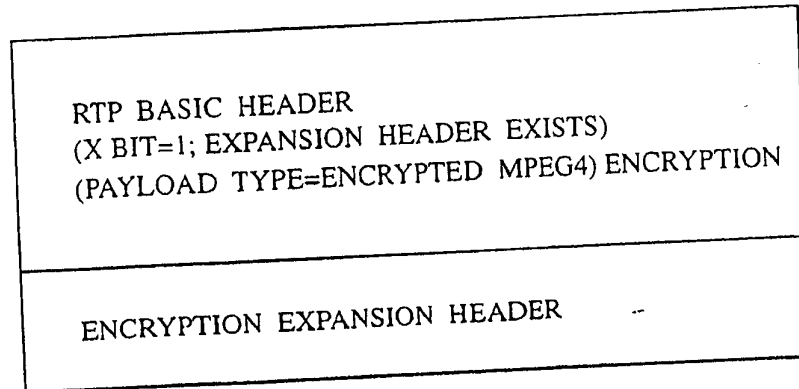 RTP BASIC HEADER
(X BIT=1; EXPANSION HEADER EXISTS)
(PAYLOAD TYPE=ENCRYPTED MPEG4) ENCRYPTION
ENCRYPTION EXPANSION HEADER